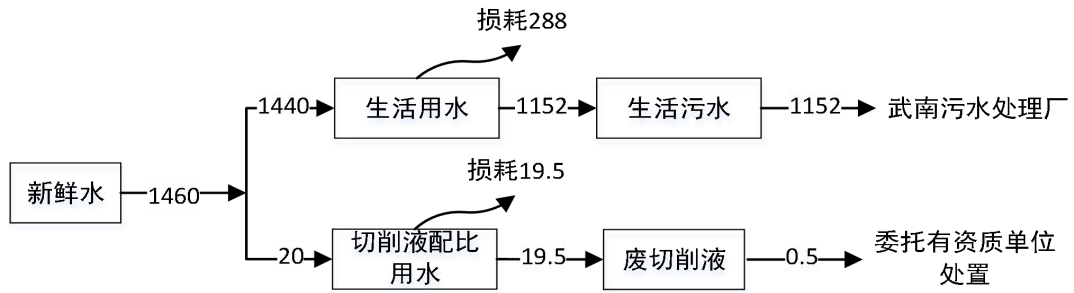 损耗288
1440
生活用水
1152
生活污水
1152
武南污水处理厂
新鲜水
1460
损耗19.5
20
切削液配比
用水
19.5
废切削液
0.5
委托有资质单位
处置